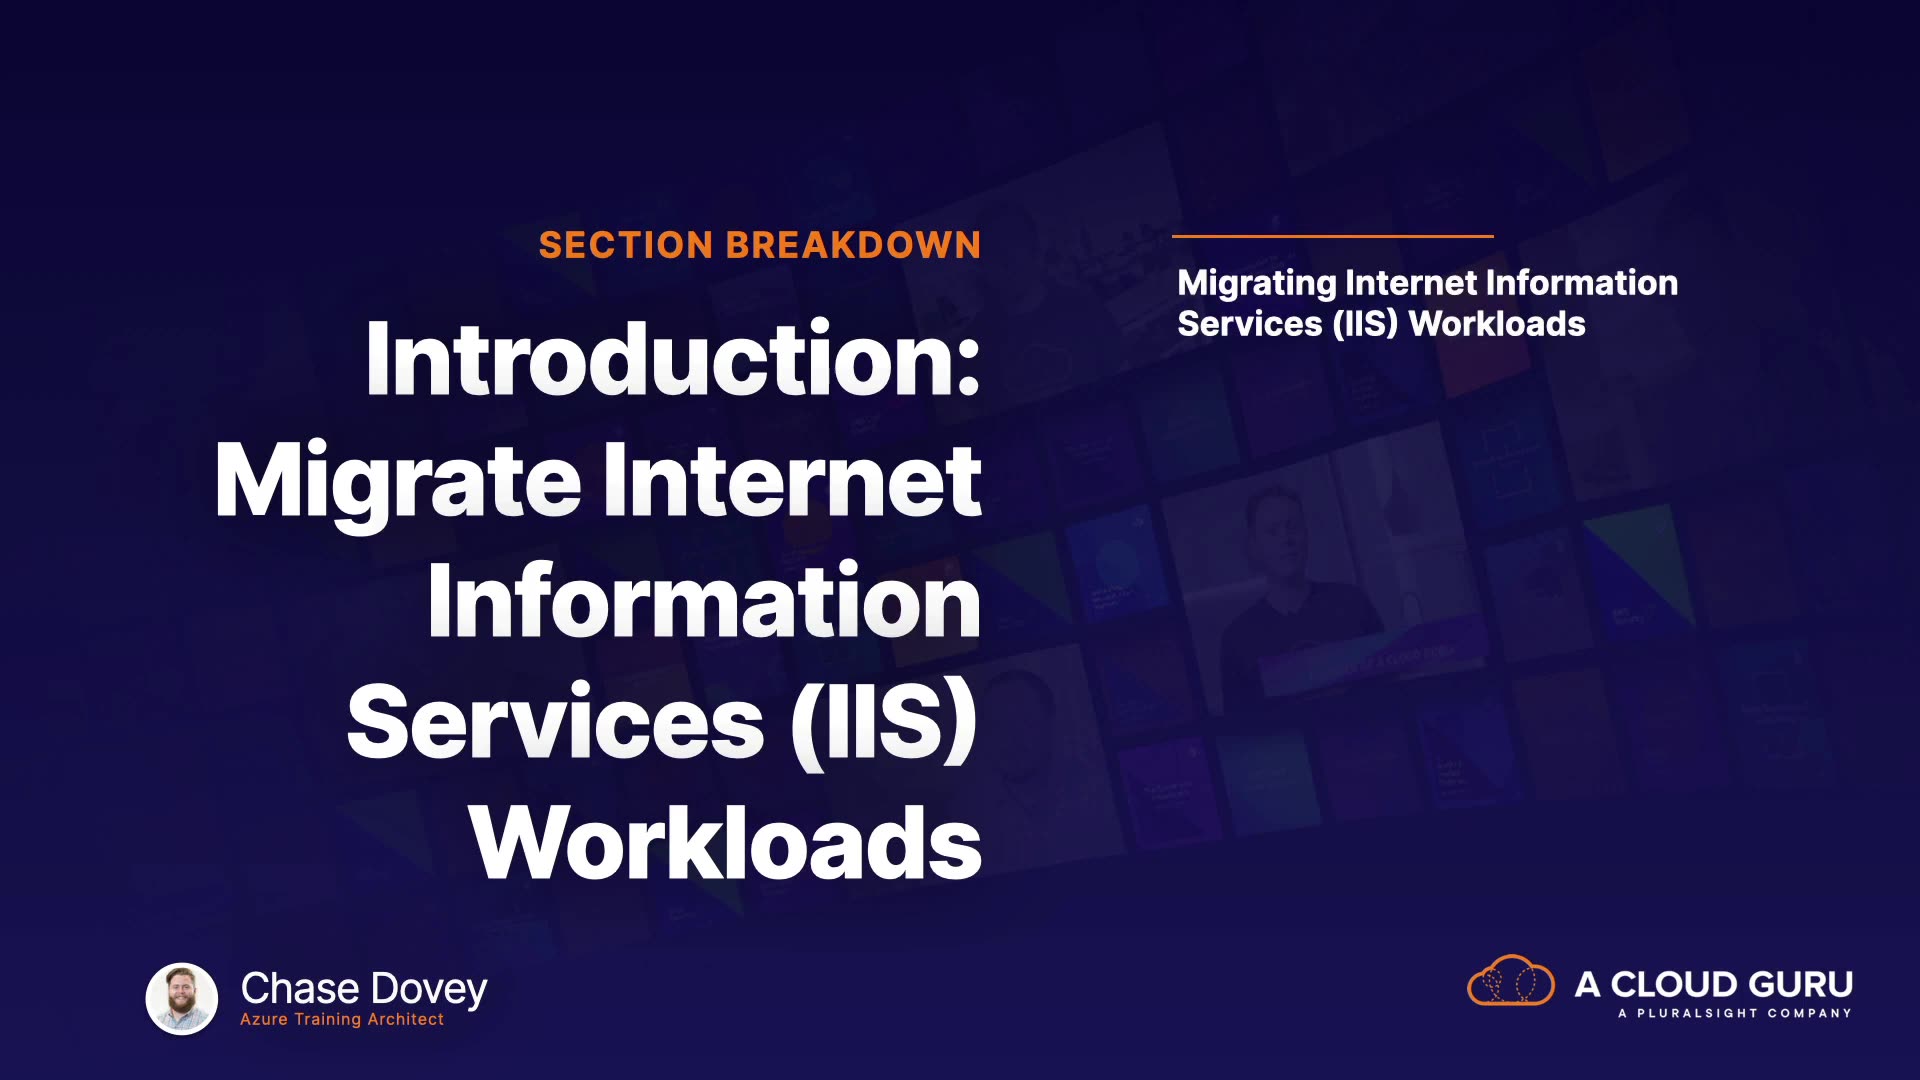 SECTION BREAKDOWN
Introduction:
Migrate Internet
Information
Services (IIS)
Workloads
Migrating Internet Information
Services (IIS) Workloads
Chase Dovey
Azure Training Architect
A CLOUD GURU
A PLURALSIGHT COMPANY